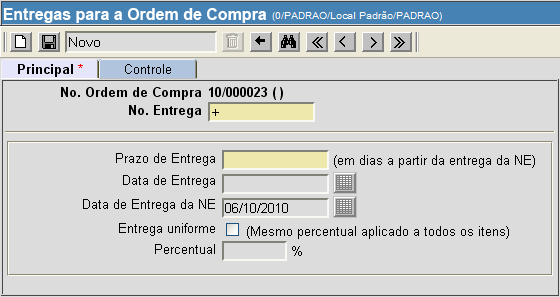 Entregas para a Ordem de Compra (0/PADRAO/Local Padrão/PADRAO)
Novo
Principal * Controle
No. Ordem de Compra 10/000023 ( )
No. Entrega +
Prazo de Entrega (em dias a partir da entrega da NE)
Data de Entrega
Data de Entrega da NE 06/10/2010
Entrega uniforme (Mesmo percentual aplicado a todos os itens)
Percentual %